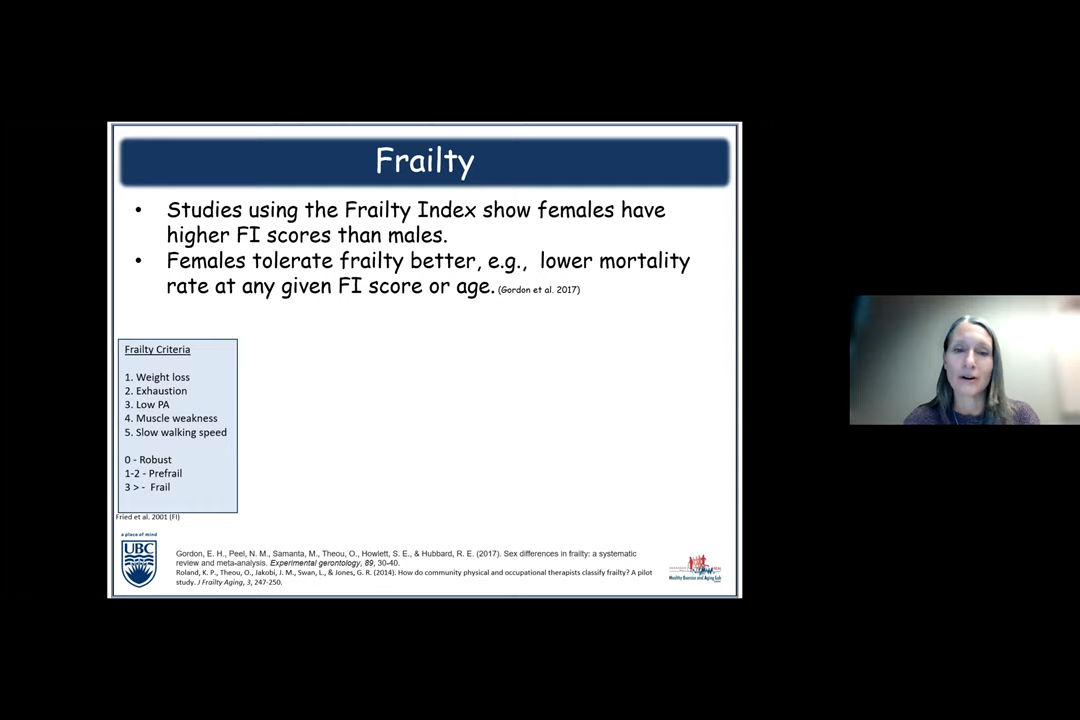 Frailty
• Studies using the Frailty Index show females have
higher FI scores than males.
• Females tolerate frailty better, e.g., lower mortality
rate at any given FI score or age. (Gordon et al. 2017)
Frailty Criteria
1. Weight loss
2. Exhaustion
3. Low PA
4. Muscle weakness
5. Slow walking speed
0 - Robust
1-2 - Prefrail
3 > - Frail
Fried et al. 2001 (FI)
a place of mind
UBC
Gordon, E. H., Peel, N. M., Samanta, M., Theou, O., Howlett, S. E., & Hubbard, R. E. (2017). Sex differences in frailty: a systematic
review and meta-analysis. Experimental gerontology, 89, 30-40.
Roland, K. P., Theou, O., Jakobi, J. M., Swan, L., & Jones, G. R. (2014). How do community physical and occupational therapists classify frailty? A pilot
study. J Frailty Aging, 3, 247-250.
Healthy Exercise and Aging Lab